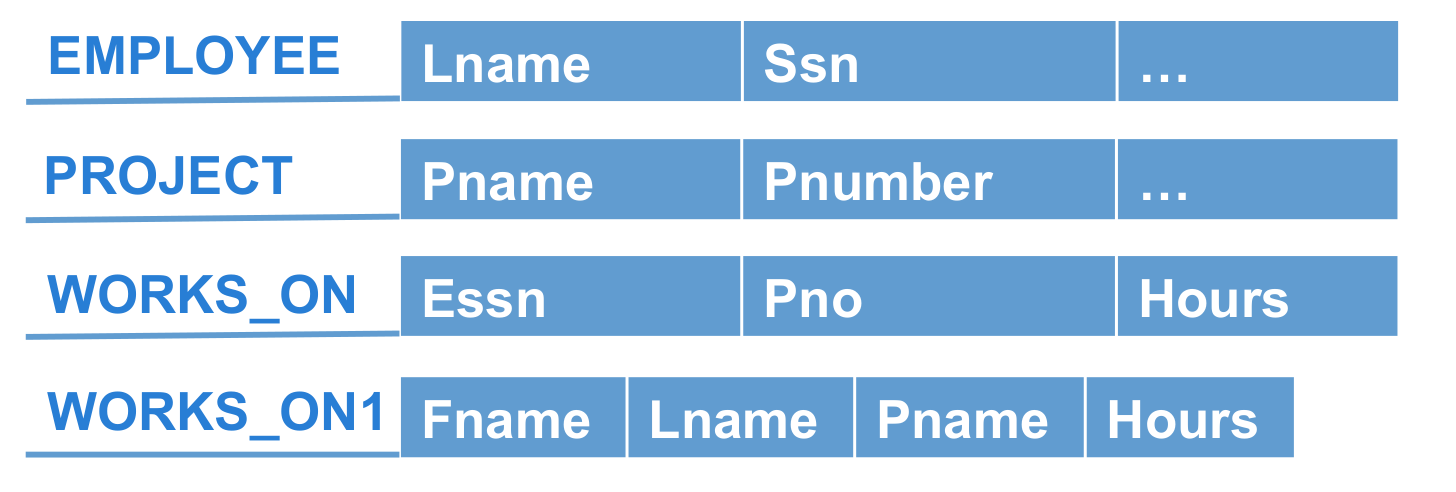 EMPLOYEE Lname Ssn …
PROJECT Pname Pnumber …
WORKS_ON Essn Pno Hours
WORKS_ON1 Fname Lname Pname Hours